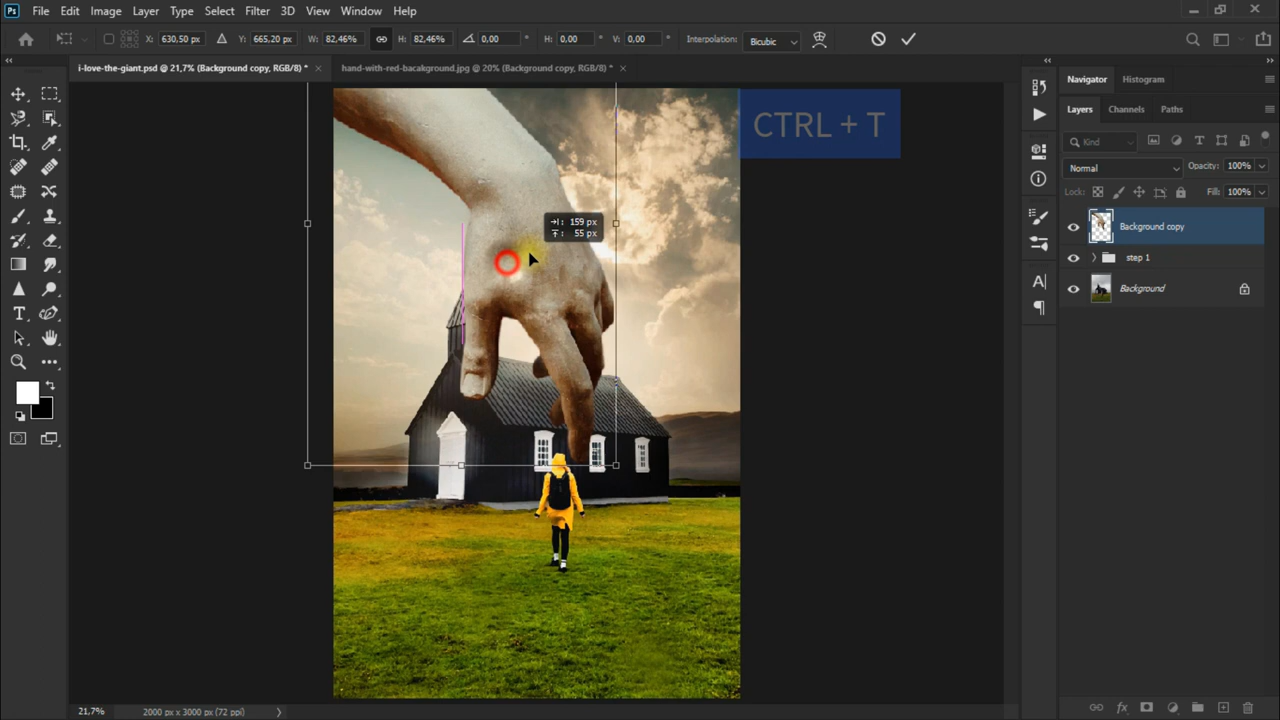 Ps File Edit Image Layer Type Select Filter 3D View Window Help
X: 630,50 px Y: 665,20 px W: 82,46% H: 82,46% 0,00 ° H: 0,00 ° V: 0,00 ° Interpolation: Bicubic
i-love-the-giant.psd @ 21,7% (Background copy, RGB/8) * × hand-with-red-bacakground.jpg @ 20% (Background copy, RGB/8) * ×
Navigator Histogram
Layers Channels Paths
CTRL + T
Kind
Normal Opacity: 100%
Lock: Fill: 100%
159 px
55 px
Background copy
step 1
Background
21,7% 2000 px x 3000 px (72 ppi)